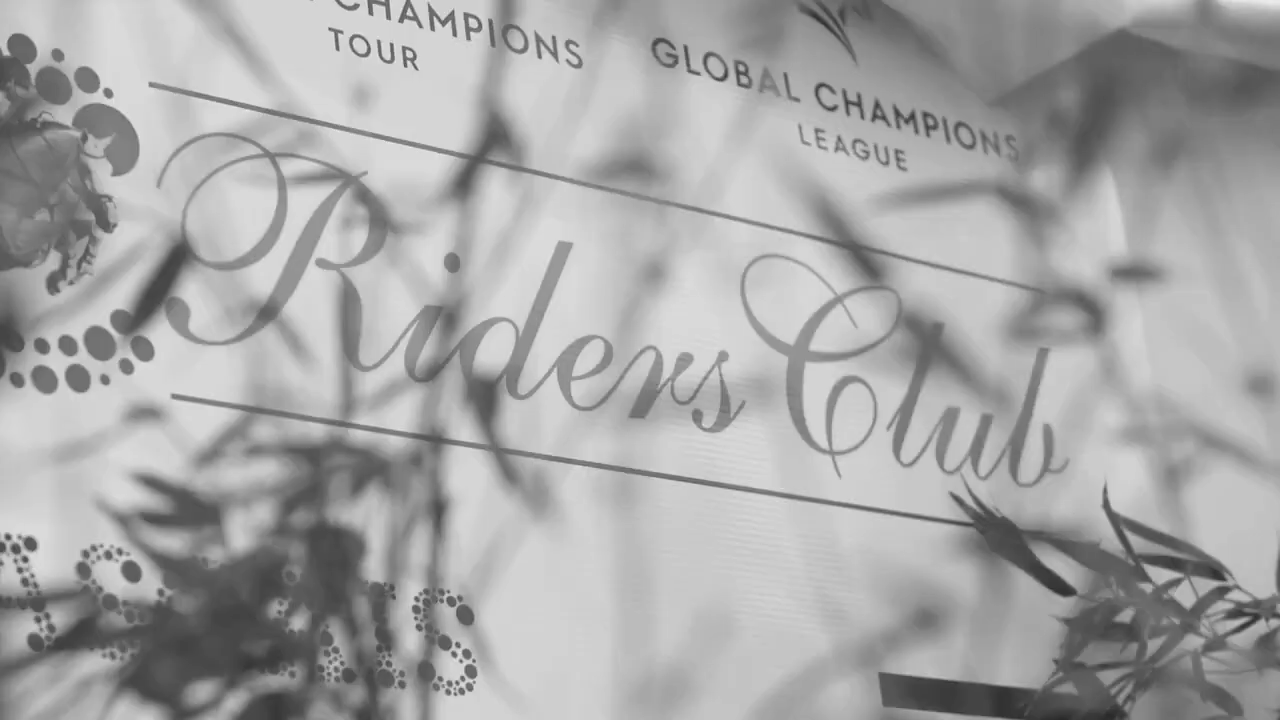 CHAMPIONS
TOUR
GLOBAL CHAMPIONS
LEAGUE
Riders Club